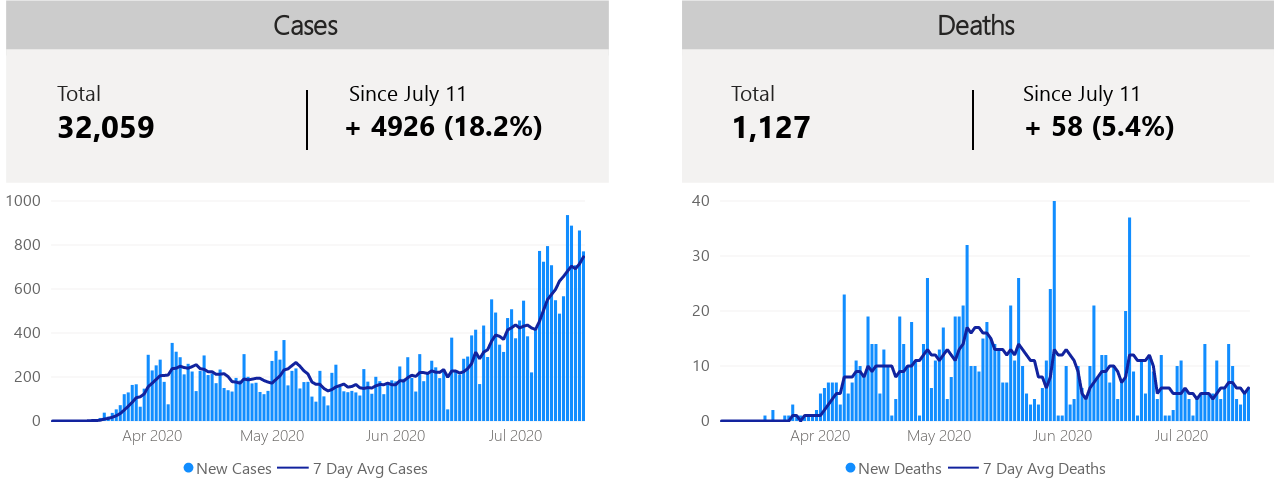 Cases
Total
32,059
Since July 11
+ 4926 (18.2%)
1000
800
600
400
200
0
Apr 2020 May 2020 Jun 2020 Jul 2020
New Cases 7 Day Avg Cases
Deaths
Total
1,127
Since July 11
+ 58 (5.4%)
40
30
20
10
0
Apr 2020 May 2020 Jun 2020 Jul 2020
New Deaths 7 Day Avg Deaths